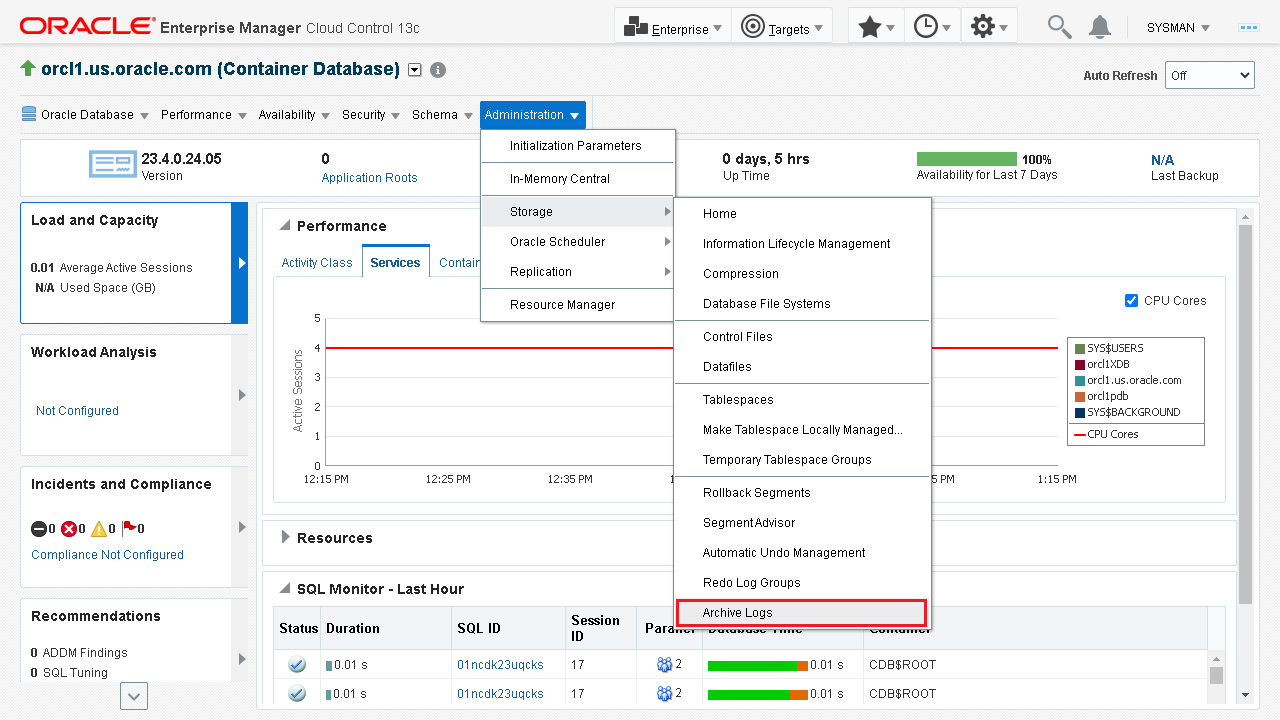 ORACLE Enterprise Manager Cloud Control 13c
Enterprise
Targets
SYSMAN
orcl1.us.oracle.com (Container Database)
Auto Refresh Off
Oracle Database Performance Availability Security Schema Administration
23.4.0.24.05
Version
0
Application Roots
0 days, 5 hrs
Up Time
100%
Availability for Last 7 Days
N/A
Last Backup
Initialization Parameters
In-Memory Central
Storage
Oracle Scheduler
Replication
Resource Manager
Home
Information Lifecycle Management
Compression
Database File Systems
Control Files
Datafiles
Tablespaces
Make Tablespace Locally Managed...
Temporary Tablespace Groups
Rollback Segments
Segment Advisor
Automatic Undo Management
Redo Log Groups
Archive Logs
Load and Capacity
0.01 Average Active Sessions
N/A Used Space (GB)
Workload Analysis
Not Configured
Incidents and Compliance
0 0 0 0
Compliance Not Configured
Recommendations
0 ADDM Findings
0 SQL Tuning
Performance
Activity Class Services
CPU Cores
Active Sessions
5
4
3
2
1
0
12:15 PM 12:25 PM 12:35 PM 1:15 PM
SYS$USERS
orcl1XDB
orcl1.us.oracle.com
orcl1pdb
SYS$BACKGROUND
CPU Cores
Resources
SQL Monitor - Last Hour
Status Duration SQL ID Session ID
0.01 s 01ncdk23uqcks 17 2 0.01 s CDB$ROOT
0.01 s 01ncdk23uqcks 17 2 0.01 s CDB$ROOT